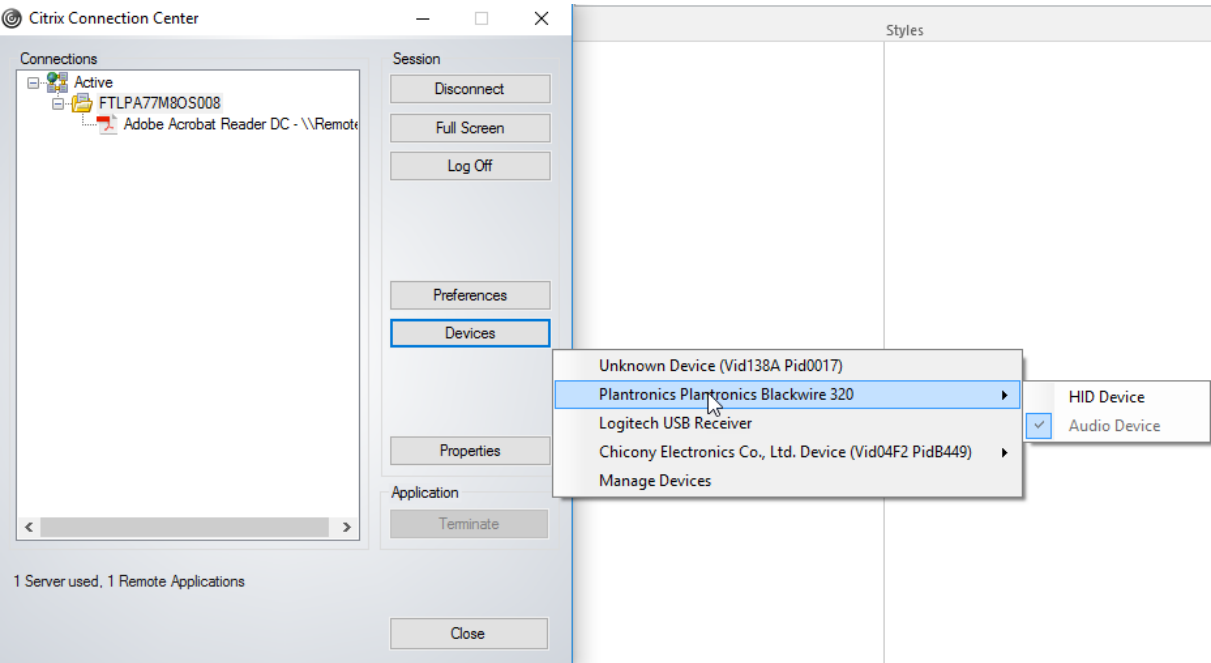 Citrix Connection Center
Styles
Connections
Active
FTLPA77M8OS008
Adobe Acrobat Reader DC - \\Remote
Session
Disconnect
Full Screen
Log Off
Preferences
Devices
Properties
Unknown Device (Vid138A Pid0017)
Plantronics Plantronics Blackwire 320
Logitech USB Receiver
Chicony Electronics Co., Ltd. Device (Vid04F2 PidB449)
Manage Devices
HID Device
Audio Device
Application
Terminate
1 Server used, 1 Remote Applications
Close